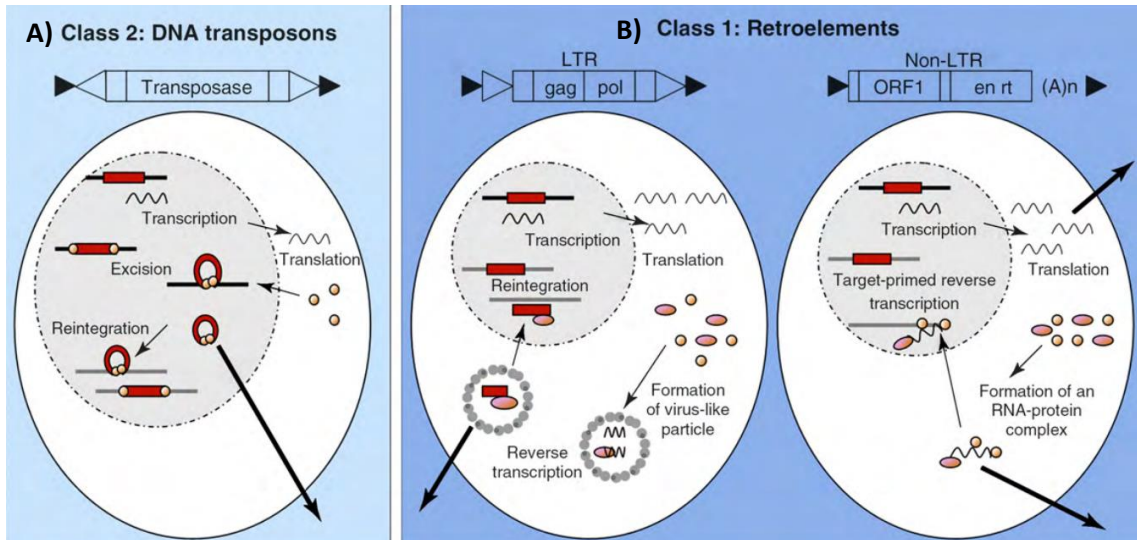 A) Class 2: DNA transposons
Transposase
Transcription
Translation
Excision
Reintegration
B) Class 1: Retroelements
LTR
gag pol
Transcription
Translation
Reintegration
Formation
of virus-like
particle
Reverse
transcription
Non-LTR
ORF1 en rt (A)n
Transcription
Translation
Target-primed reverse
transcription
Formation of an
RNA-protein
complex